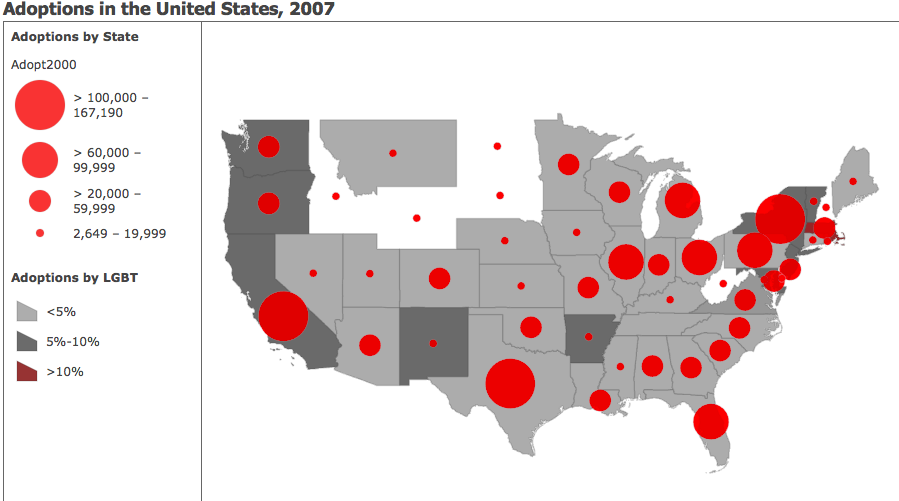 Adoptions in the United States, 2007
Adoptions by State
Adopt2000
> 100,000 –
167,190
> 60,000 –
99,999
> 20,000 –
59,999
2,649 – 19,999
Adoptions by LGBT
<5%
5%-10%
>10%